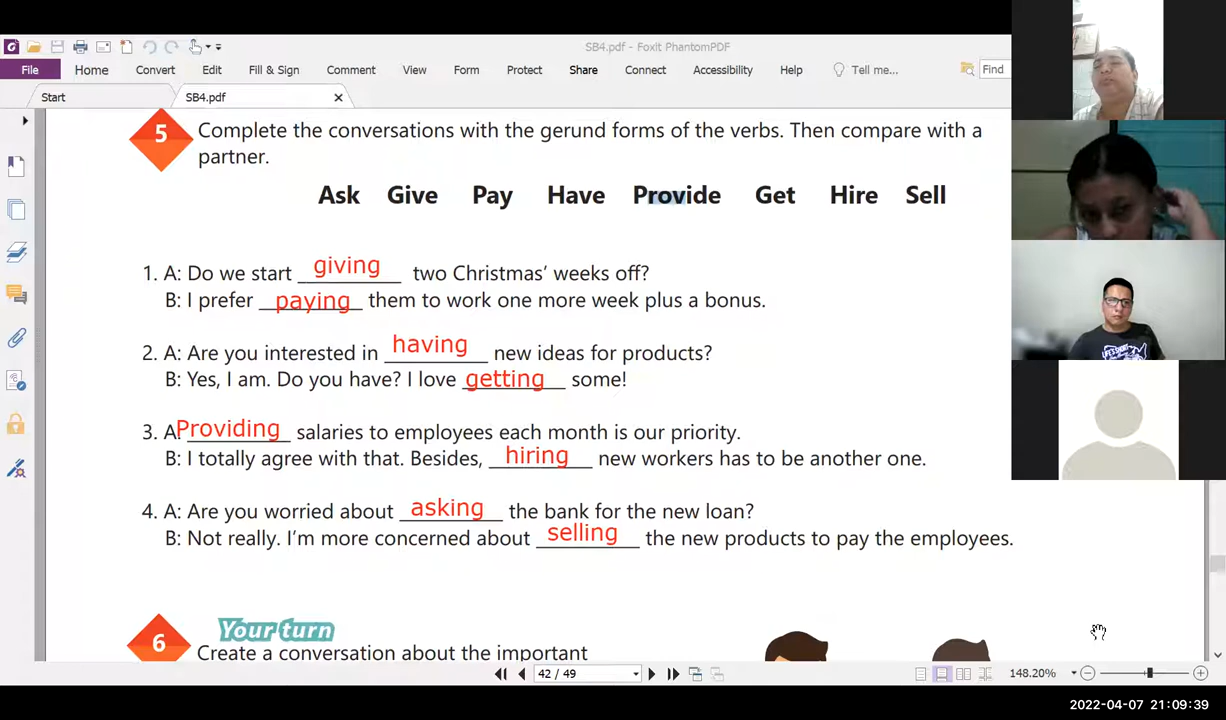 SB4.pdf - Foxit PhantomPDF
File Home Convert Edit Fill & Sign Comment View Form Protect Share Connect Accessibility Help Tell me... Find
Start SB4.pdf
5 Complete the conversations with the gerund forms of the verbs. Then compare with a
partner.
Ask Give Pay Have Provide Get Hire Sell
1. A: Do we start giving two Christmas' weeks off?
B: I prefer paying them to work one more week plus a bonus.
2. A: Are you interested in having new ideas for products?
B: Yes, I am. Do you have? I love getting some!
3. A: Providing salaries to employees each month is our priority.
B: I totally agree with that. Besides, hiring new workers has to be another one.
4. A: Are you worried about asking the bank for the new loan?
B: Not really. I'm more concerned about selling the new products to pay the employees.
6 Your turn
Create a conversation about the important
42 / 49 148.20%
2022-04-07 21:09:39